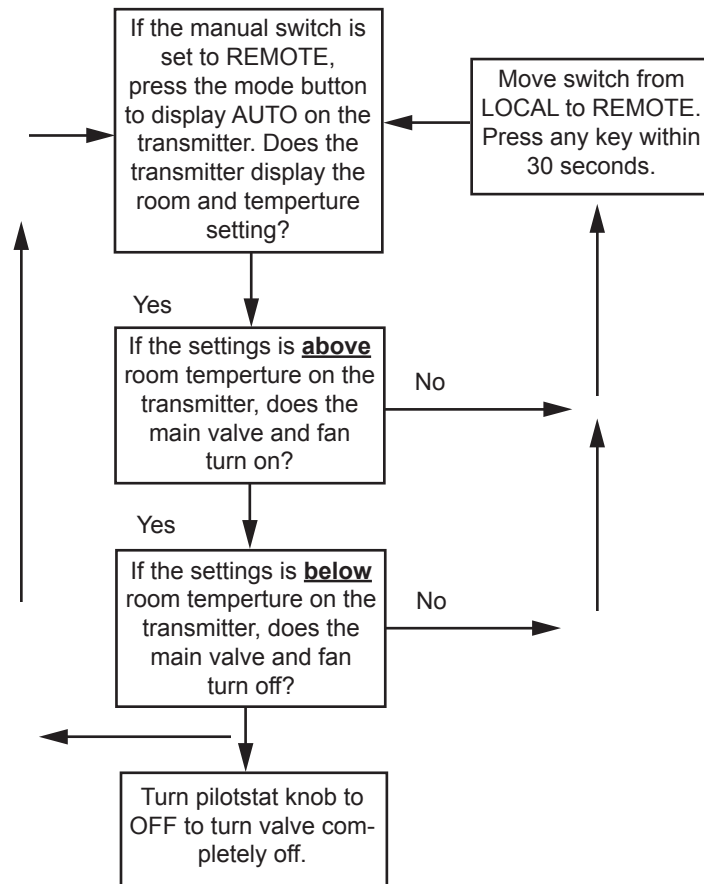 If the manual switch is
set to REMOTE,
press the mode button
to display AUTO on the
transmitter. Does the
transmitter display the
room and temperture
setting?
Move switch from
LOCAL to REMOTE.
Press any key within
30 seconds.
Yes
If the settings is above
room temperture on the
transmitter, does the
main valve and fan
turn on?
No
Yes
If the settings is below
room temperture on the
transmitter, does the
main valve and fan
turn off?
No
Turn pilotstat knob to
OFF to turn valve com-
pletely off.